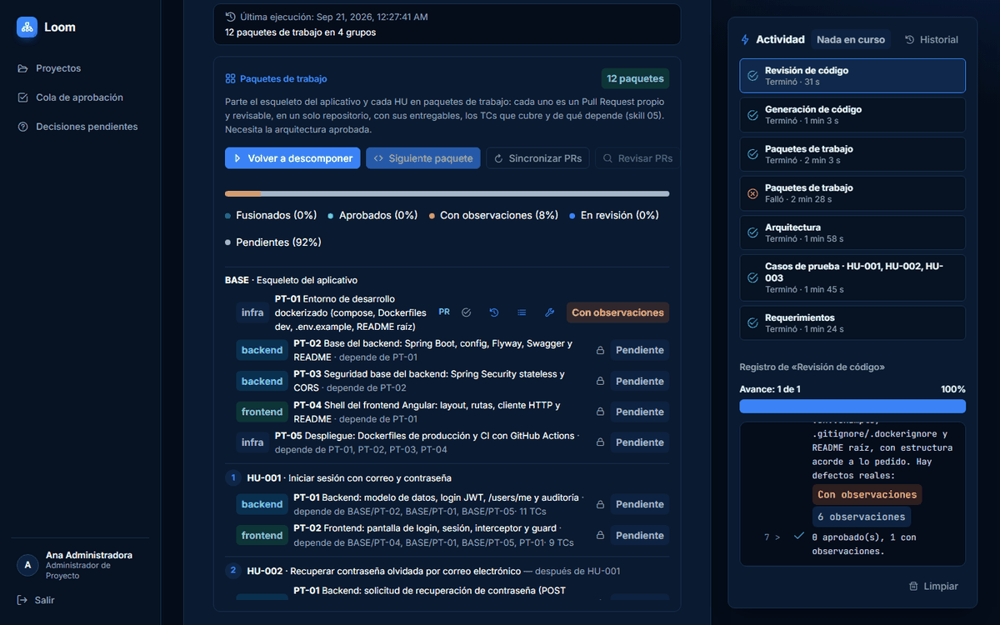 Loom
Proyectos
Cola de aprobación
Decisiones pendientes
A
Ana Administradora
Administrador de
Proyecto
Salir
Última ejecución: Sep 21, 2026, 12:27:41 AM
12 paquetes de trabajo en 4 grupos
Paquetes de trabajo
12 paquetes
Parte el esqueleto del aplicativo y cada HU en paquetes de trabajo: cada uno es un Pull Request propio
y revisable, en un solo repositorio, con sus entregables, los TCs que cubre y de qué depende (skill 05).
Necesita la arquitectura aprobada.
Volver a descomponer
Siguiente paquete
Sincronizar PRs
Revisar PRs
Fusionados (0%)
Aprobados (0%)
Con observaciones (8%)
En revisión (0%)
Pendientes (92%)
BASE · Esqueleto del aplicativo
infra
PT-01 Entorno de desarrollo
dockerizado (compose, Dockerfiles
dev, .env.example, README raíz)
PR
Con observaciones
backend
PT-02 Base del backend: Spring Boot, config, Flyway, Swagger y
README · depende de PT-01
Pendiente
backend
PT-03 Seguridad base del backend: Spring Security stateless y
CORS · depende de PT-02
Pendiente
frontend
PT-04 Shell del frontend Angular: layout, rutas, cliente HTTP y
README · depende de PT-01
Pendiente
infra
PT-05 Despliegue: Dockerfiles de producción y CI con GitHub Actions ·
depende de PT-01, PT-02, PT-03, PT-04
Pendiente
1
HU-001 · Iniciar sesión con correo y contraseña
backend
PT-01 Backend: modelo de datos, login JWT, /users/me y auditoría ·
depende de BASE/PT-02, BASE/PT-01, BASE/PT-05· 11 TCs
Pendiente
frontend
PT-02 Frontend: pantalla de login, sesión, interceptor y guard ·
depende de BASE/PT-04, BASE/PT-01, BASE/PT-05, PT-01· 9 TCs
Pendiente
2
HU-002 · Recuperar contraseña olvidada por correo electrónico — después de HU-001
PT-01 Backend: solicitud de recuperación de contraseña (POST
Actividad
Nada en curso
Historial
Revisión de código
Terminó · 31 s
Generación de código
Terminó · 1 min 3 s
Paquetes de trabajo
Terminó · 2 min 3 s
Paquetes de trabajo
Falló · 2 min 28 s
Arquitectura
Terminó · 1 min 58 s
Casos de prueba · HU-001, HU-002, HU-
003
Terminó · 1 min 45 s
Requerimientos
Terminó · 1 min 24 s
Registro de «Revisión de código»
Avance: 1 de 1
100%
.gitignore/.dockerignore y
README raíz, con estructura
acorde a lo pedido. Hay
defectos reales:
Con observaciones
6 observaciones
7 >
0 aprobado(s), 1 con
observaciones.
Limpiar